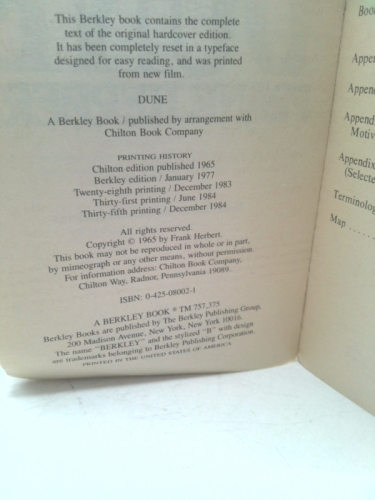 This Berkley book contains the complete
text of the original hardcover edition.
It has been completely reset in a typeface
designed for easy reading, and was printed
from new film.
DUNE
A Berkley Book / published by arrangement with
Chilton Book Company
PRINTING HISTORY
Chilton edition published 1965
Berkley edition / January 1977
Twenty-eighth printing / December 1983
Thirty-first printing / June 1984
Thirty-fifth printing / December 1984
All rights reserved.
Copyright © 1965 by Frank Herbert.
This book may not be reproduced in whole or in part,
by mimeograph or any other means, without permission.
For information address: Chilton Book Company,
Chilton Way, Radnor, Pennsylvania 19089.
ISBN: 0-425-08002-1
A BERKLEY BOOK ® TM 757,375
Berkley Books are published by The Berkley Publishing Group,
200 Madison Avenue, New York, New York 10016.
The name "BERKLEY" and the stylized "B" with design
are trademarks belonging to Berkley Publishing Corporation.
PRINTED IN THE UNITED STATES OF AMERICA
Boo
Appen
Appen
Append
Motiv
Appendix
(Selecte
Terminolog
Map ......